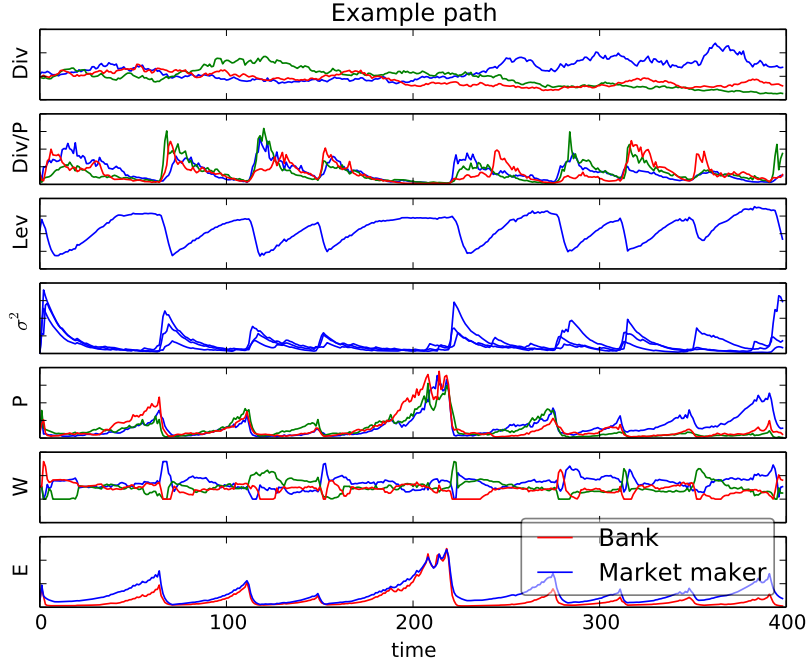 Example path
Div
Div/P
Lev
σ²
P
W
E
Bank
Market maker
0 100 200 300 400
time